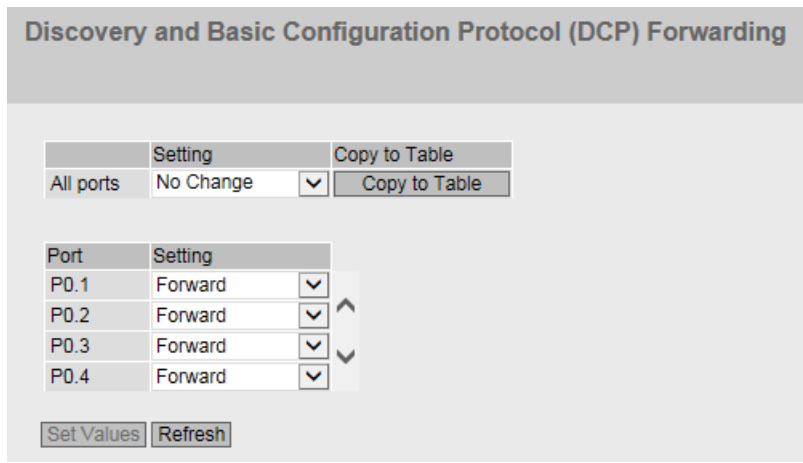 Discovery and Basic Configuration Protocol (DCP) Forwarding
Setting Copy to Table
All ports No Change Copy to Table
Port Setting
P0.1 Forward
P0.2 Forward
P0.3 Forward
P0.4 Forward
Set Values Refresh